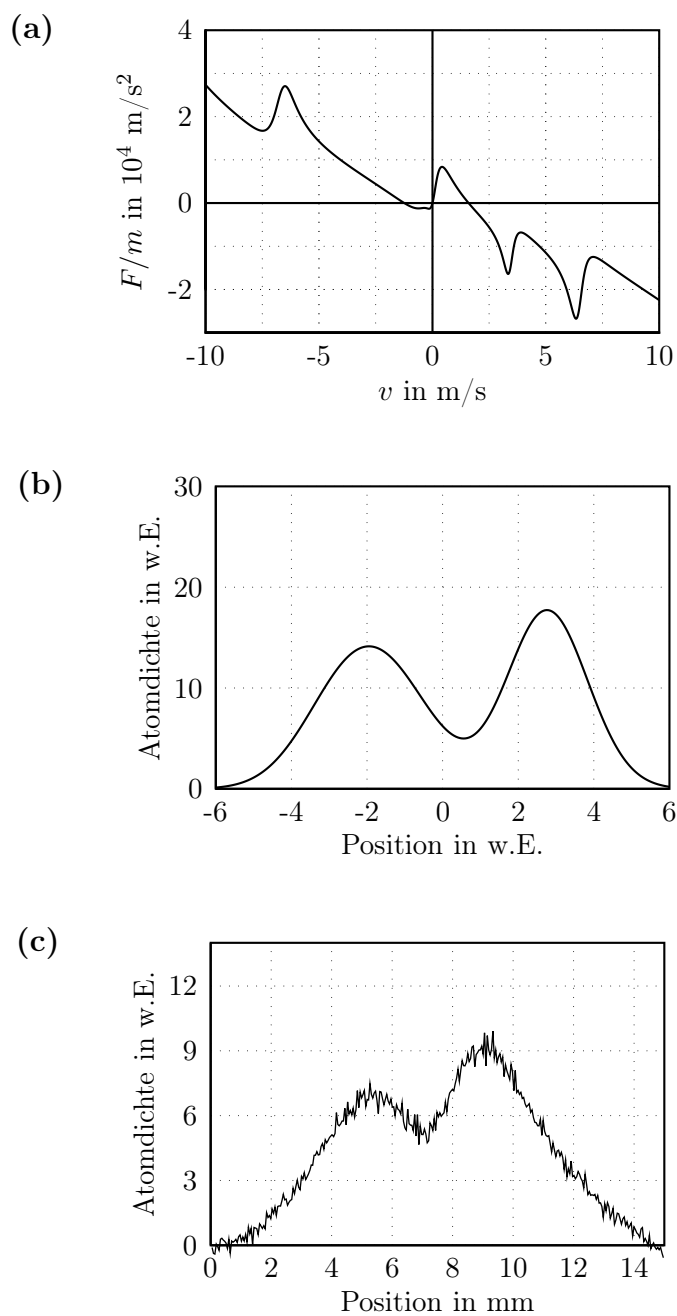 (a)
F/m in 10⁴ m/s²
4
2
0
-2
-10 -5 0 5 10
v in m/s
(b)
Atomdichte in w.E.
30
20
10
0
-6 -4 -2 0 2 4 6
Position in w.E.
(c)
Atomdichte in w.E.
12
9
6
3
0
0 2 4 6 8 10 12 14
Position in mm